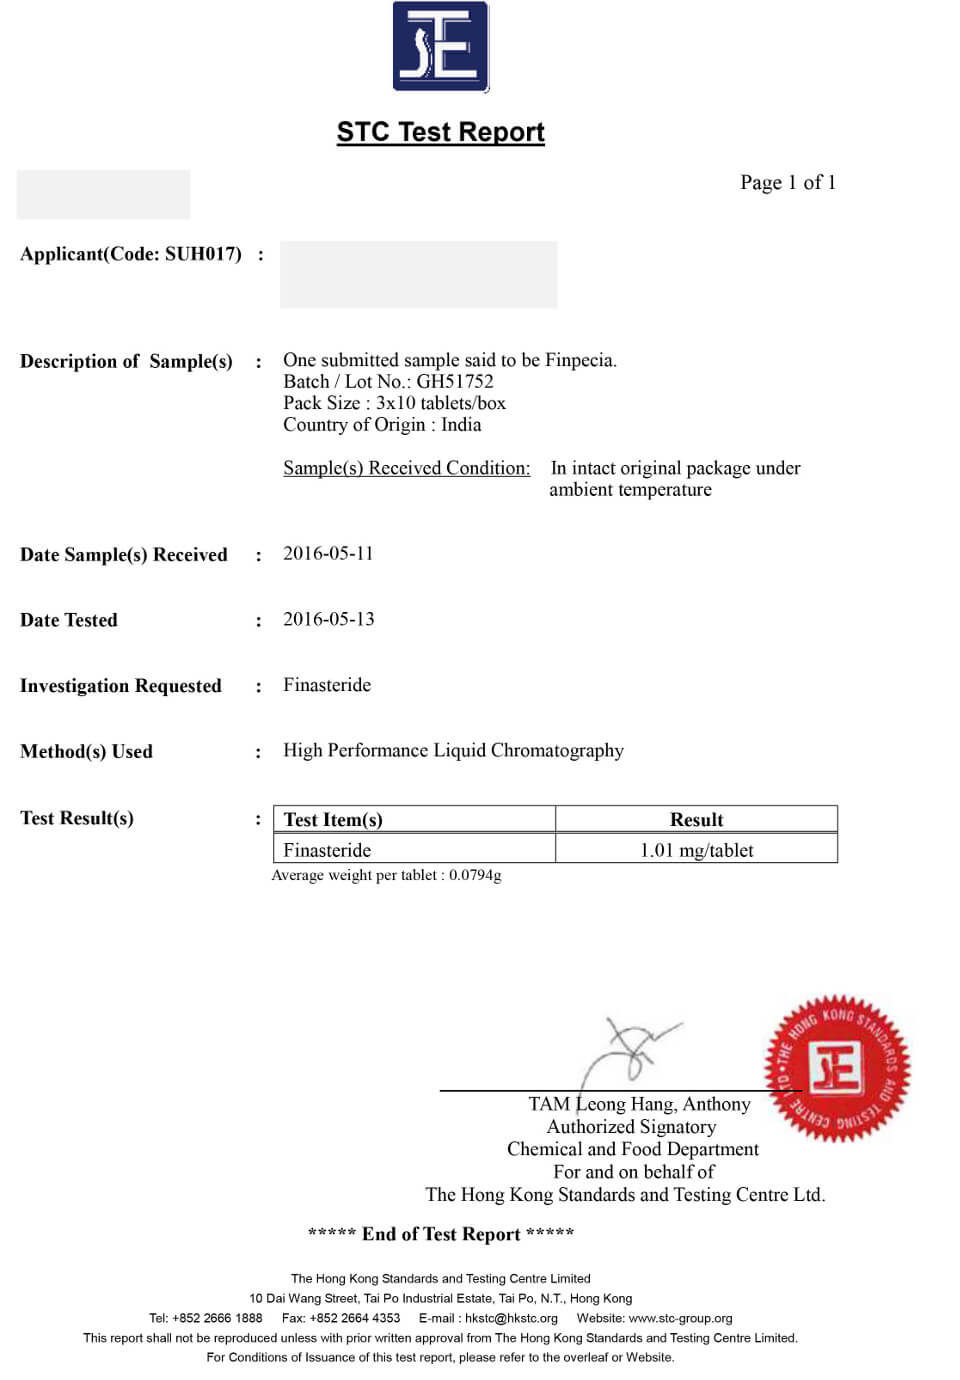 STE
STC Test Report
Page 1 of 1
Applicant(Code: SUH017) :
Description of Sample(s) : One submitted sample said to be Finpecia.
Batch / Lot No.: GH51752
Pack Size : 3x10 tablets/box
Country of Origin : India
Sample(s) Received Condition: In intact original package under
ambient temperature
Date Sample(s) Received : 2016-05-11
Date Tested : 2016-05-13
Investigation Requested : Finasteride
Method(s) Used : High Performance Liquid Chromatography
Test Result(s) : Test Item(s) Result
Finasteride 1.01 mg/tablet
Average weight per tablet : 0.0794g
THE HONG KONG STANDARDS AND TESTING CENTRE LTD
STE
TAM Leong Hang, Anthony
Authorized Signatory
Chemical and Food Department
For and on behalf of
The Hong Kong Standards and Testing Centre Ltd.
***** End of Test Report *****
The Hong Kong Standards and Testing Centre Limited
10 Dai Wang Street, Tai Po Industrial Estate, Tai Po, N.T., Hong Kong
Tel: +852 2666 1888 Fax: +852 2664 4353 E-mail : hkstc@hkstc.org Website: www.stc-group.org
This report shall not be reproduced unless with prior written approval from The Hong Kong Standards and Testing Centre Limited.
For Conditions of Issuance of this test report, please refer to the overleaf or Website.